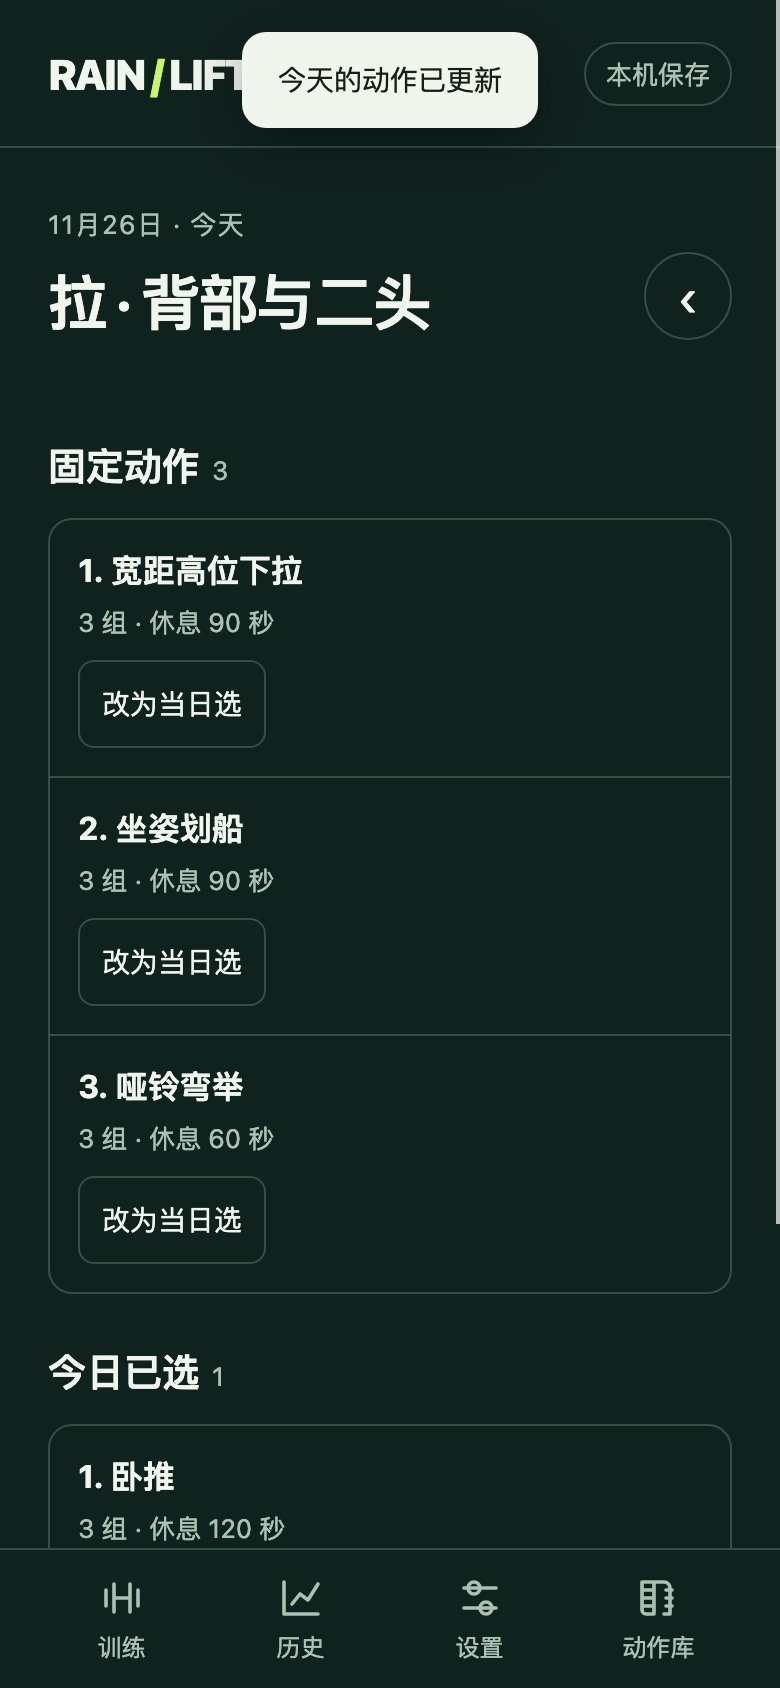 RAIN/LIFT
今天的动作已更新
本机保存
11月26日 · 今天
拉·背部与二头
固定动作 3
1. 宽距高位下拉
3 组 · 休息 90 秒
改为当日选
2. 坐姿划船
3 组 · 休息 90 秒
改为当日选
3. 哑铃弯举
3 组 · 休息 60 秒
改为当日选
今日已选 1
1. 卧推
3 组 · 休息 120 秒
训练
历史
设置
动作库